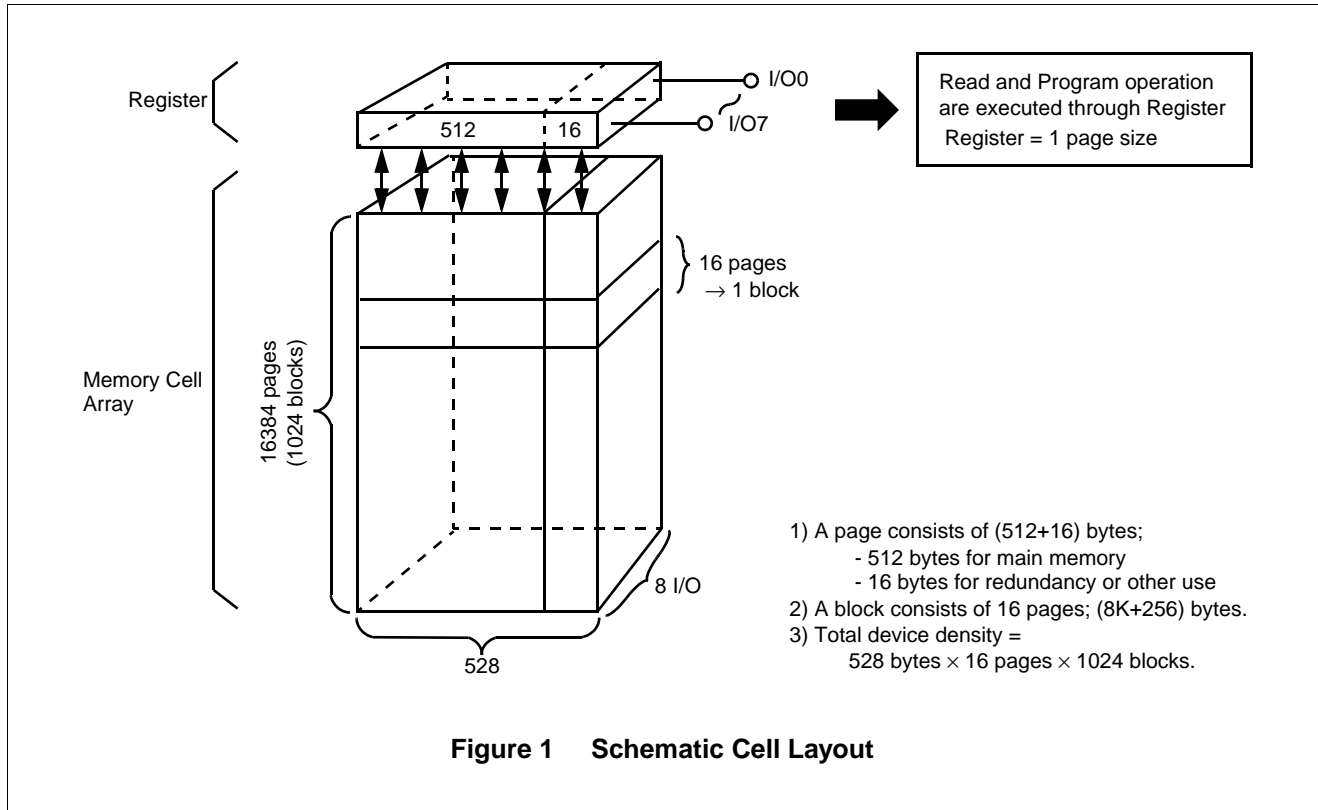 Register
512
16
I/O0
I/O7
Read and Program operation
are executed through Register
Register = 1 page size
Memory Cell
Array
16384 pages
(1024 blocks)
16 pages
→ 1 block
8 I/O
528
1) A page consists of (512+16) bytes;
- 512 bytes for main memory
- 16 bytes for redundancy or other use
2) A block consists of 16 pages; (8K+256) bytes.
3) Total device density =
528 bytes × 16 pages × 1024 blocks.
Figure 1 Schematic Cell Layout